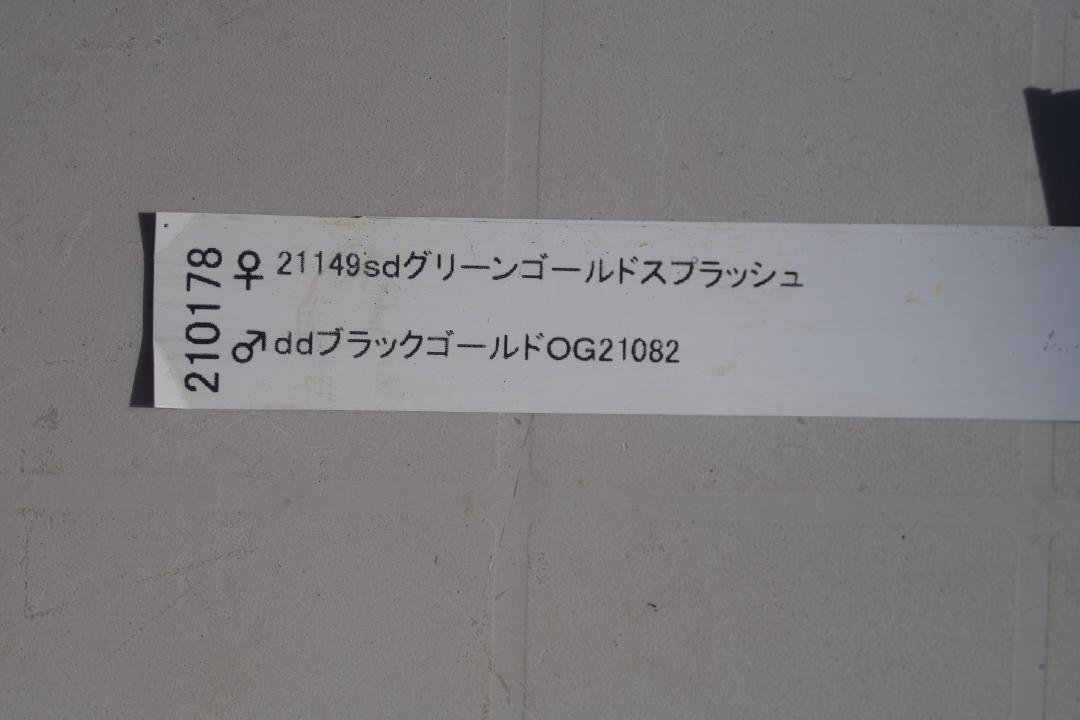 210178
♀ 21149sdグリーンゴールドスプラッシュ
♂ ddブラックゴールドOG21082